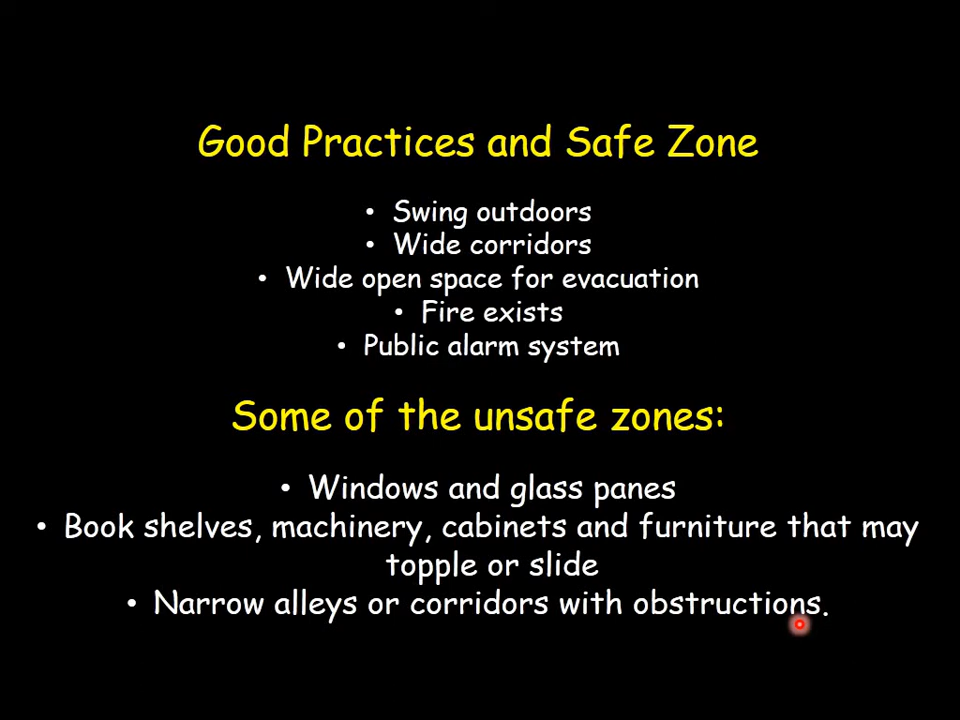 Good Practices and Safe Zone
• Swing outdoors
• Wide corridors
• Wide open space for evacuation
• Fire exists
• Public alarm system
Some of the unsafe zones:
• Windows and glass panes
• Book shelves, machinery, cabinets and furniture that may
topple or slide
• Narrow alleys or corridors with obstructions.